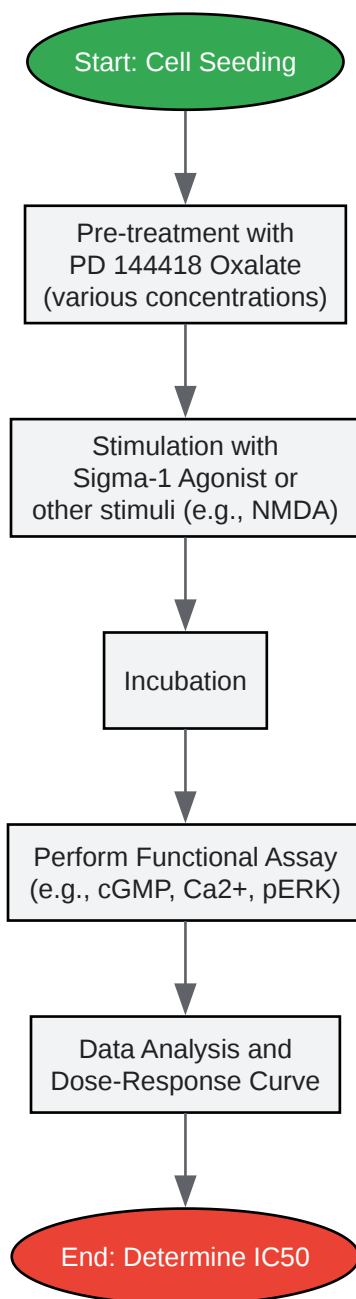 Start: Cell Seeding
Pre-treatment with
PD 144418 Oxalate
(various concentrations)
Stimulation with
Sigma-1 Agonist or
other stimuli (e.g., NMDA)
Incubation
Perform Functional Assay
(e.g., cGMP, Ca2+, pERK)
Data Analysis and
Dose-Response Curve
End: Determine IC50